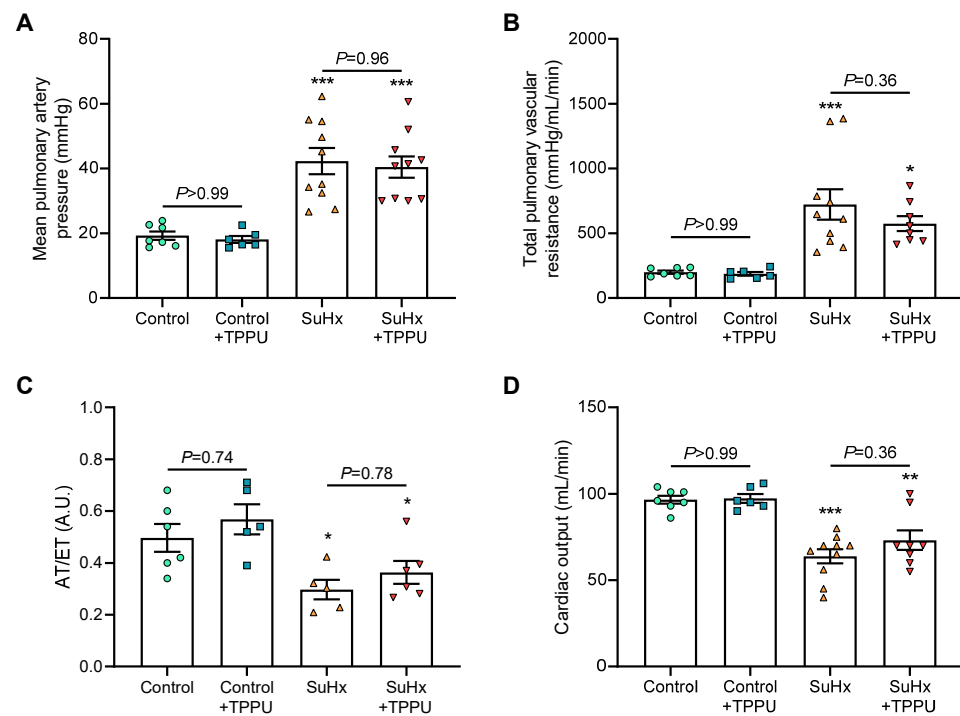 A
Mean pulmonary artery
pressure (mmHg)
80
60
40
20
0
P>0.99
P=0.96
***
***
Control
Control
+TPPU
SuHx
SuHx
+TPPU
B
Total pulmonary vascular
resistance (mmHg/mL/min)
2000
1500
1000
500
0
P>0.99
P=0.36
***
*
Control
Control
+TPPU
SuHx
SuHx
+TPPU
C
AT/ET (A.U.)
1.0
0.8
0.6
0.4
0.2
0.0
P=0.74
P=0.78
*
*
Control
Control
+TPPU
SuHx
SuHx
+TPPU
D
Cardiac output (mL/min)
150
100
50
0
P>0.99
P=0.36
***
**
Control
Control
+TPPU
SuHx
SuHx
+TPPU